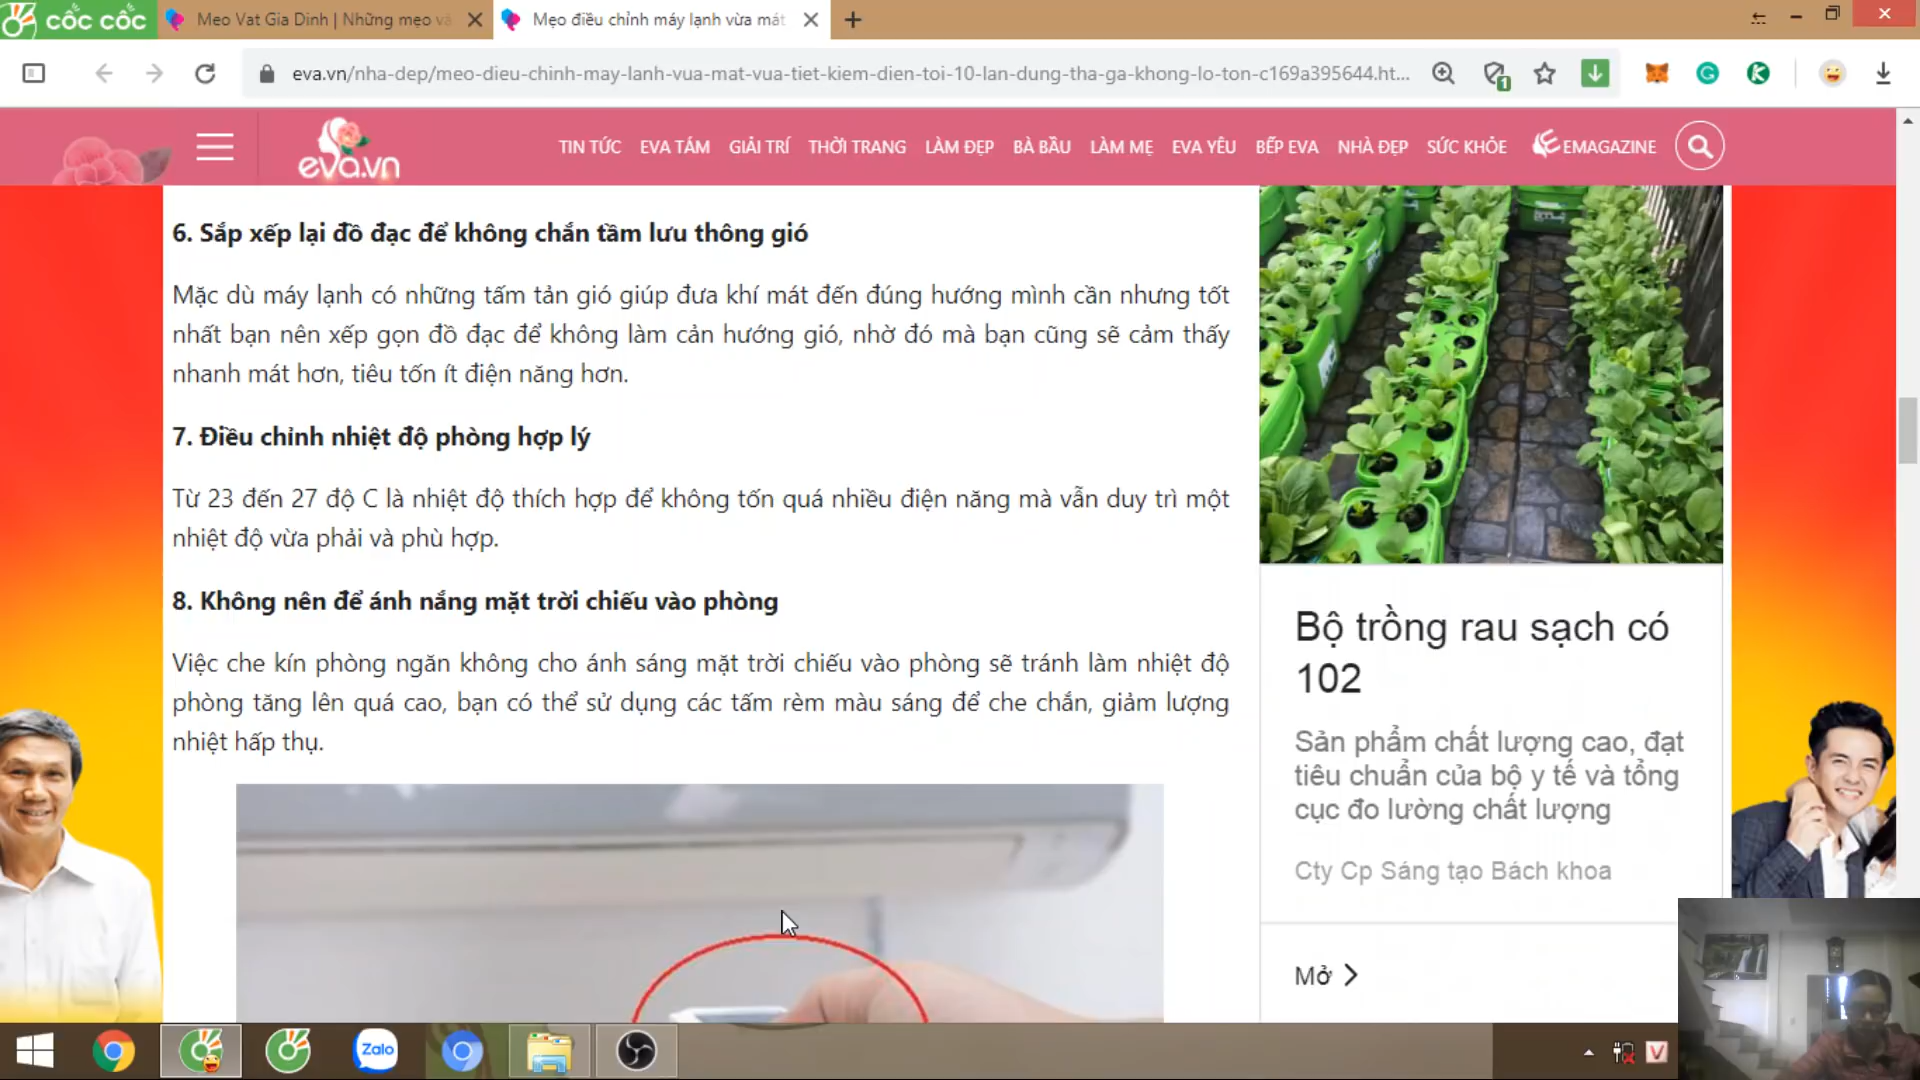 cốc cốc
Meo Vat Gia Dinh | Những mẹo và
Mẹo điều chỉnh máy lạnh vừa mát
eva.vn/nha-dep/meo-dieu-chinh-may-lanh-vua-mat-vua-tiet-kiem-dien-toi-10-lan-dung-tha-ga-khong-lo-ton-c169a395644.ht...
1
eva.vn
TIN TỨC EVA TÁM GIẢI TRÍ THỜI TRANG LÀM ĐẸP BÀ BẦU LÀM MẸ EVA YÊU BẾP EVA NHÀ ĐẸP SỨC KHỎE EMAGAZINE
6. Sắp xếp lại đồ đạc để không chắn tầm lưu thông gió
Mặc dù máy lạnh có những tấm tản gió giúp đưa khí mát đến đúng hướng mình cần nhưng tốt
nhất bạn nên xếp gọn đồ đạc để không làm cản hướng gió, nhờ đó mà bạn cũng sẽ cảm thấy
nhanh mát hơn, tiêu tốn ít điện năng hơn.
7. Điều chỉnh nhiệt độ phòng hợp lý
Từ 23 đến 27 độ C là nhiệt độ thích hợp để không tốn quá nhiều điện năng mà vẫn duy trì một
nhiệt độ vừa phải và phù hợp.
8. Không nên để ánh nắng mặt trời chiếu vào phòng
Việc che kín phòng ngăn không cho ánh sáng mặt trời chiếu vào phòng sẽ tránh làm nhiệt độ
phòng tăng lên quá cao, bạn có thể sử dụng các tấm rèm màu sáng để che chắn, giảm lượng
nhiệt hấp thụ.
Bộ trồng rau sạch có
102
Sản phẩm chất lượng cao, đạt
tiêu chuẩn của bộ y tế và tổng
cục đo lường chất lượng
Cty Cp Sáng tạo Bách khoa
Mở
Zalo